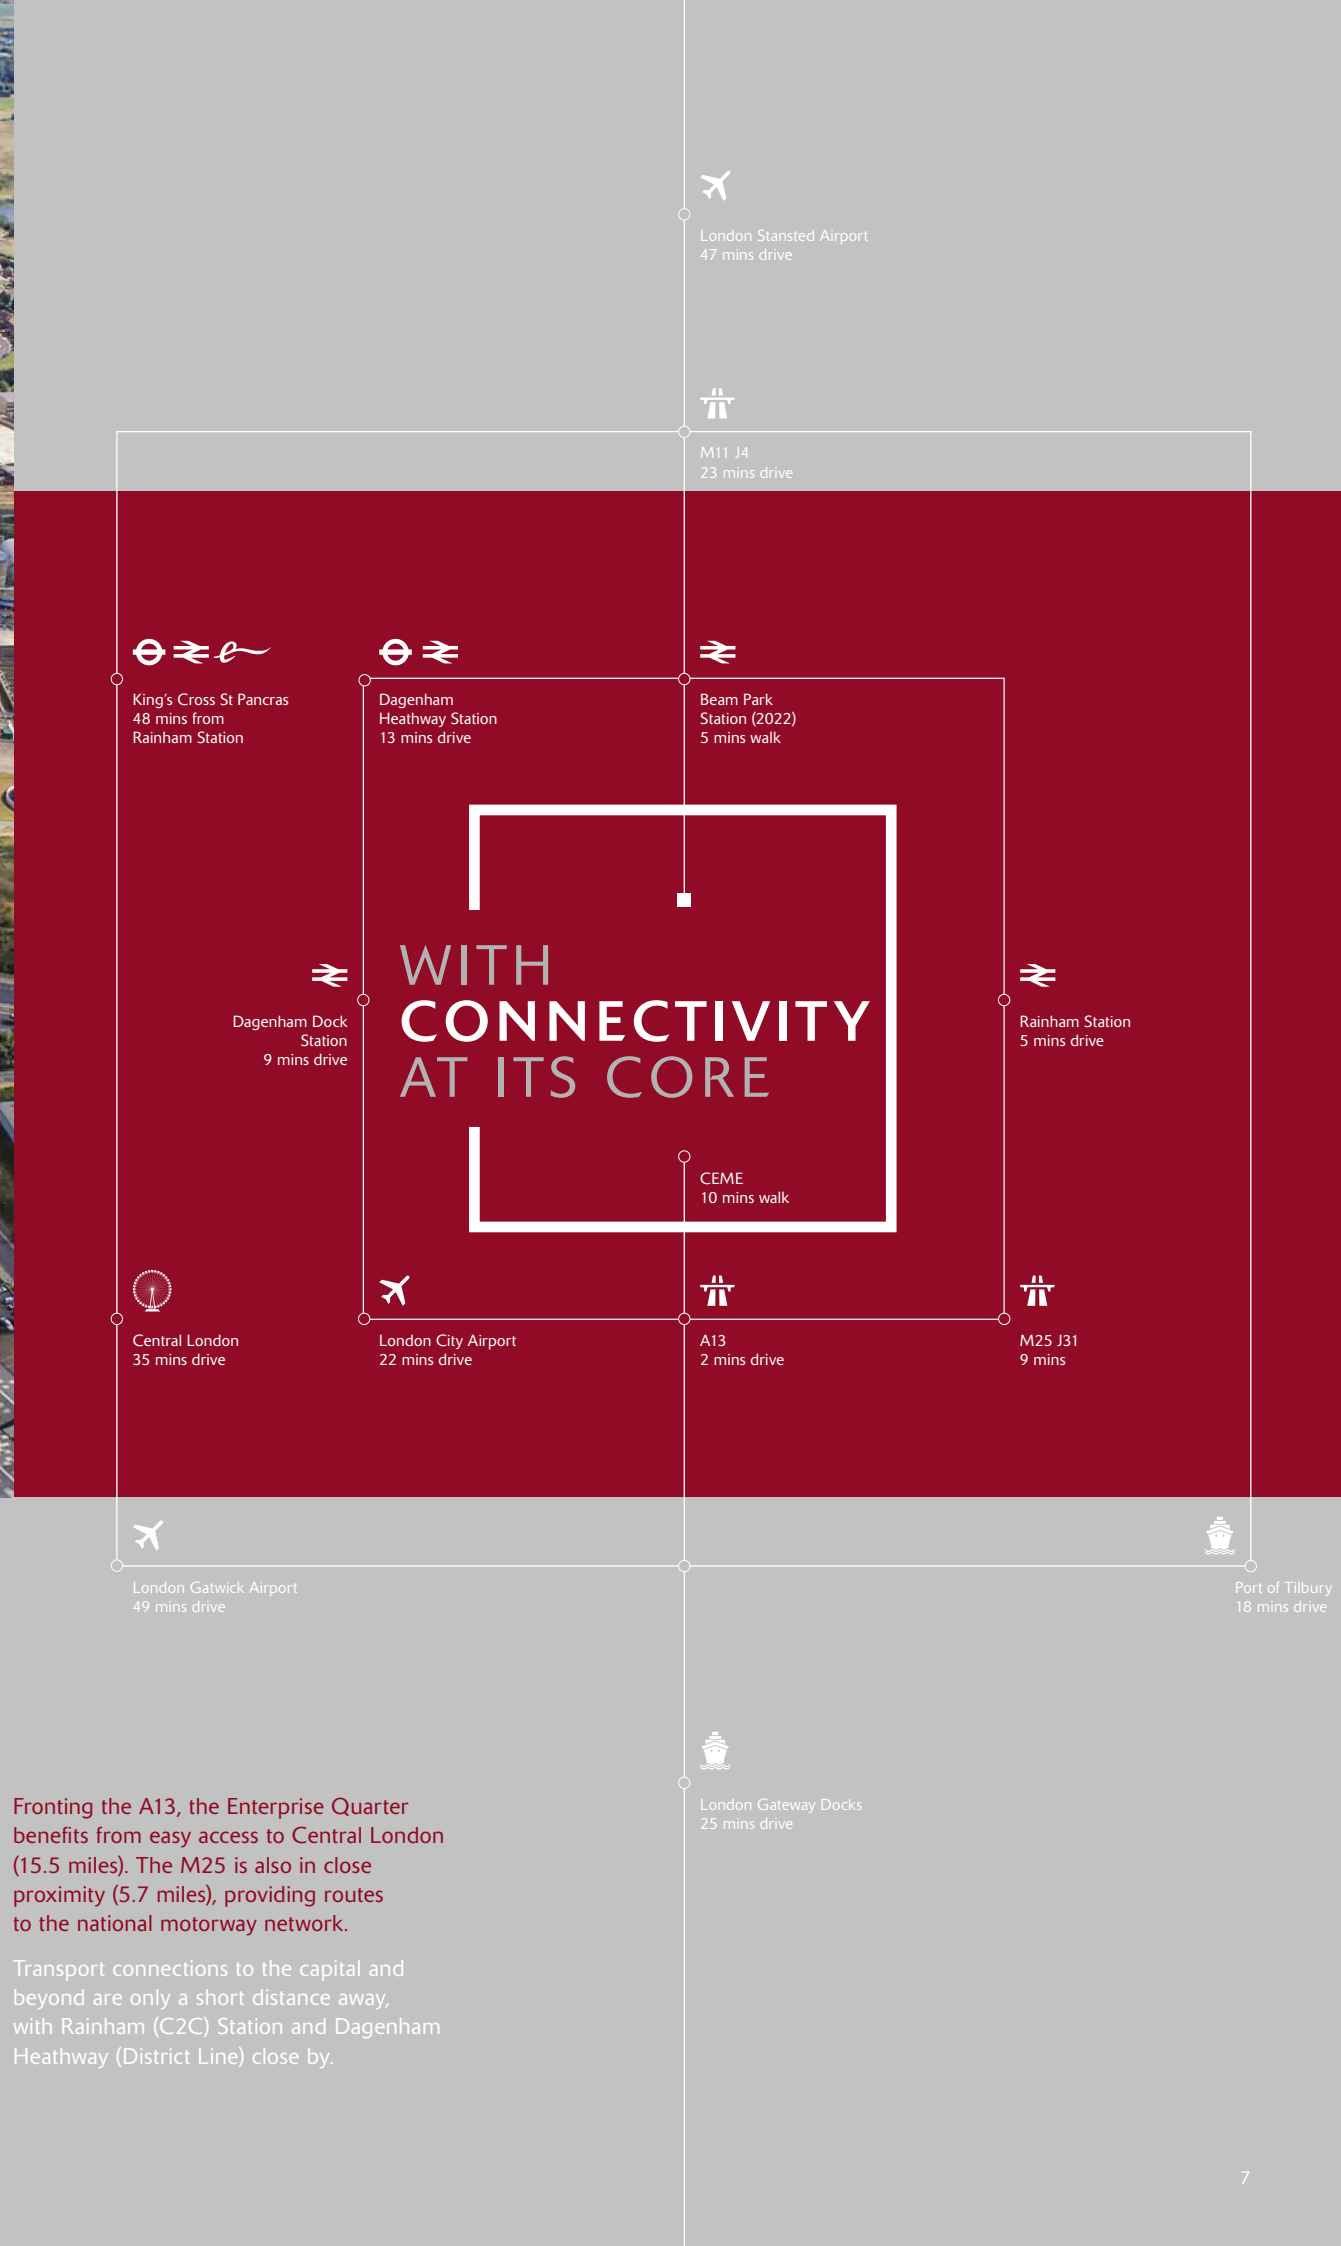 London Stansted Airport
47 mins drive
M11 J4
23 mins drive
King's Cross St Pancras
48 mins from
Rainham Station
Dagenham
Heathway Station
13 mins drive
Beam Park
Station (2022)
5 mins walk
WITH
CONNECTIVITY
AT ITS CORE
Dagenham Dock
Station
9 mins drive
Rainham Station
5 mins drive
CEME
10 mins walk
Central London
35 mins drive
London City Airport
22 mins drive
A13
2 mins drive
M25 J31
9 mins
London Gatwick Airport
49 mins drive
Port of Tilbury
18 mins drive
London Gateway Docks
25 mins drive
Fronting the A13, the Enterprise Quarter
benefits from easy access to Central London
(15.5 miles). The M25 is also in close
proximity (5.7 miles), providing routes
to the national motorway network.
Transport connections to the capital and
beyond are only a short distance away,
with Rainham (C2C) Station and Dagenham
Heathway (District Line) close by.
7